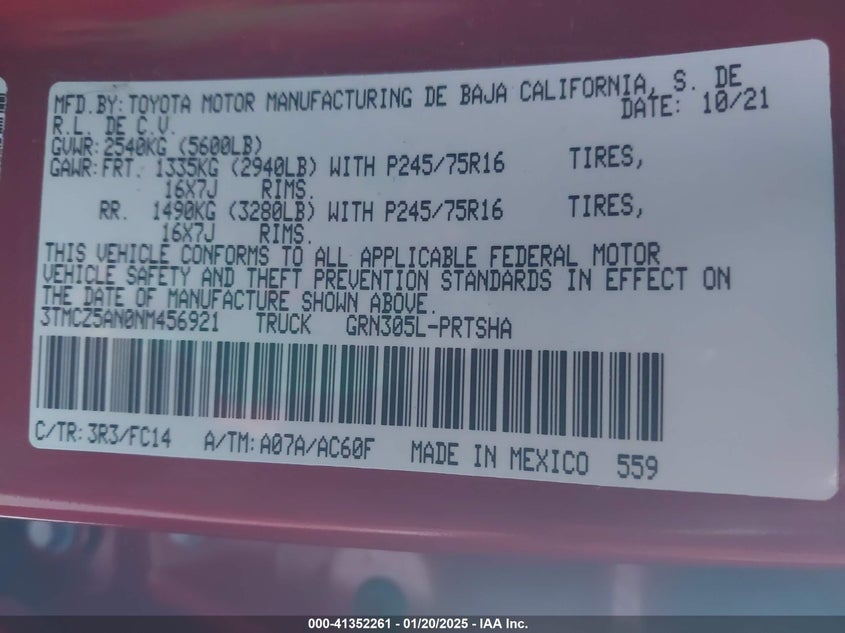 MFD.BY: TOYOTA MOTOR MANUFACTURING DE BAJA CALIFORNIA, S. DE
R.L. DE C.V. DATE: 10/21
GVWR: 2540KG (5600LB)
GAWR: FRT. 1335KG (2940LB) WITH P245/75R16 TIRES,
16X7J RIMS.
RR. 1490KG (3280LB) WITH P245/75R16 TIRES,
16X7J RIMS.
THIS VEHICLE CONFORMS TO ALL APPLICABLE FEDERAL MOTOR
VEHICLE SAFETY AND THEFT PREVENTION STANDARDS IN EFFECT ON
THE DATE OF MANUFACTURE SHOWN ABOVE.
3TMCZ5AN0NM456921 TRUCK GRN305L-PRTSHA
C/TR: 3R3/FC14 A/TM: A07A/AC60F MADE IN MEXICO 559
000-41352261 - 01/20/2025 - IAA Inc.